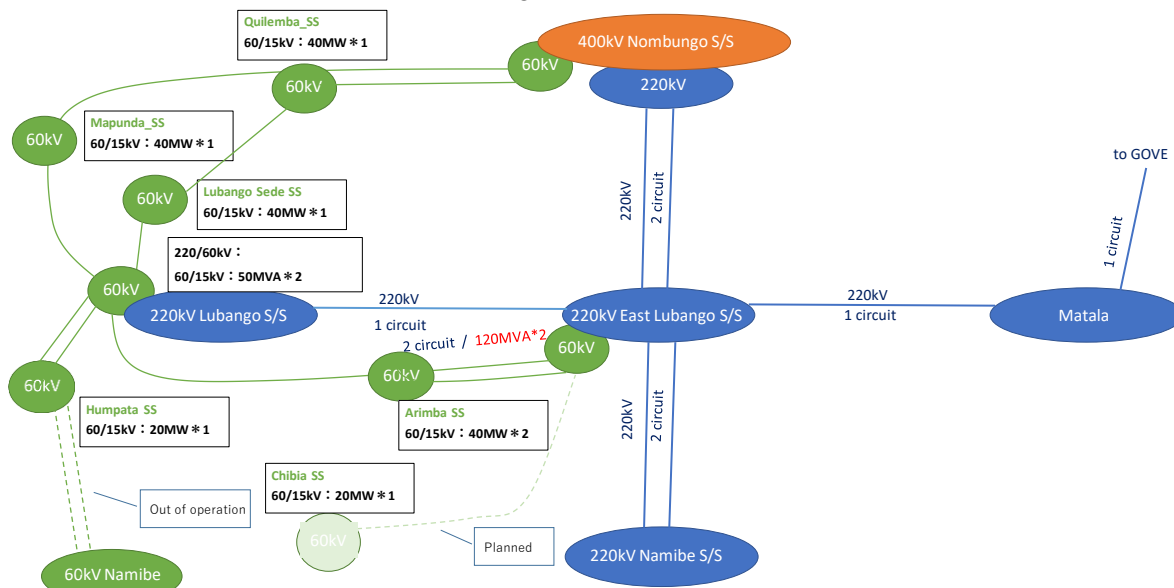 Quilemba_SS
60/15kV：40MW＊1
400kV Nombungo S/S
60kV
60kV
220kV
Mapunda_SS
60/15kV：40MW＊1
60kV
to GOVE
60kV
Lubango Sede SS
60/15kV：40MW＊1
220kV
2 circuit
1 circuit
220/60kV：
60/15kV：50MVA＊2
60kV
220kV Lubango S/S
220kV
1 circuit
220kV East Lubango S/S
220kV
1 circuit
Matala
2 circuit / 120MVA*2
60kV
60kV
60kV
Humpata SS
60/15kV：20MW＊1
Arimba SS
60/15kV：40MW＊2
220kV
2 circuit
Chibia SS
60/15kV：20MW＊1
Out of operation
60kV
Planned
60kV Namibe
220kV Namibe S/S